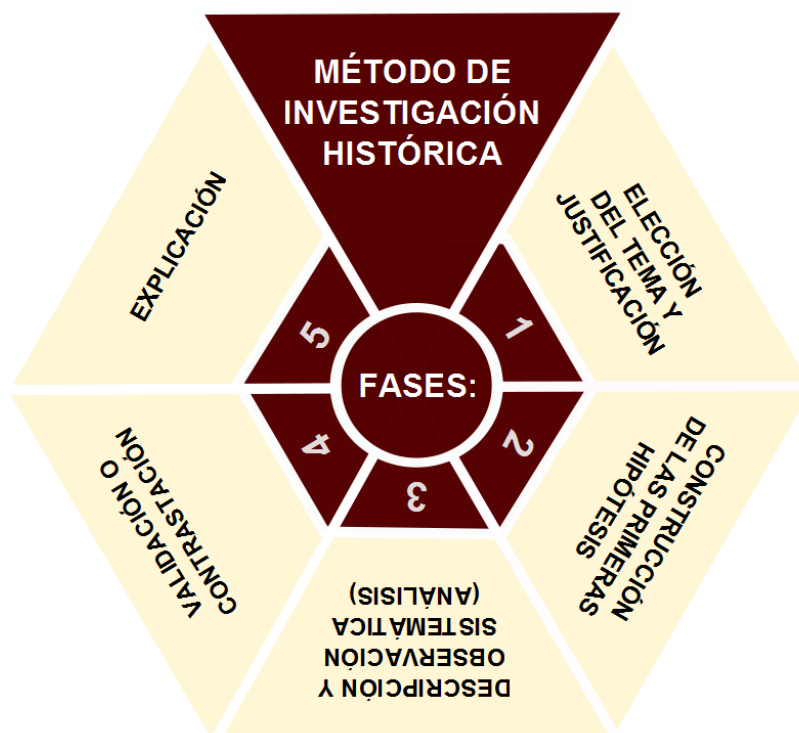 MÉTODO DE
INVESTIGACIÓN
HISTÓRICA
FASES:
1
ELECCIÓN
DEL TEMA Y
JUSTIFICACIÓN
2
CONSTRUCCIÓN
DE LAS PRIMERAS
HIPÓTESIS
3
DESCRIPCIÓN Y
OBSERVACIÓN
SISTEMÁTICA
(ANÁLISIS)
4
VALIDACIÓN O
CONTRASTACIÓN
5
EXPLICACIÓN